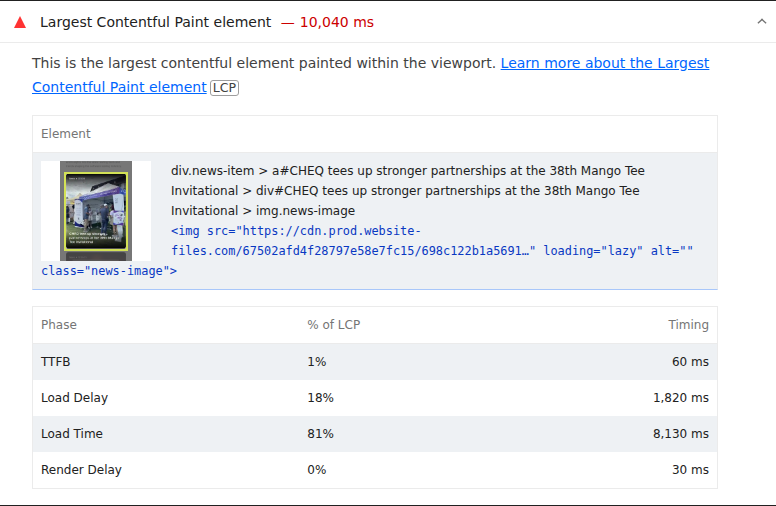 Largest Contentful Paint element — 10,040 ms
This is the largest contentful element painted within the viewport. Learn more about the Largest
Contentful Paint element LCP
Element
div.news-item > a#CHEQ tees up stronger partnerships at the 38th Mango Tee
Invitational > div#CHEQ tees up stronger partnerships at the 38th Mango Tee
Invitational > img.news-image
<img src="https://cdn.prod.website-
files.com/67502afd4f28797e58e7fc15/698c122b1a5691…" loading="lazy" alt=""
class="news-image">
Phase % of LCP Timing
TTFB 1% 60 ms
Load Delay 18% 1,820 ms
Load Time 81% 8,130 ms
Render Delay 0% 30 ms